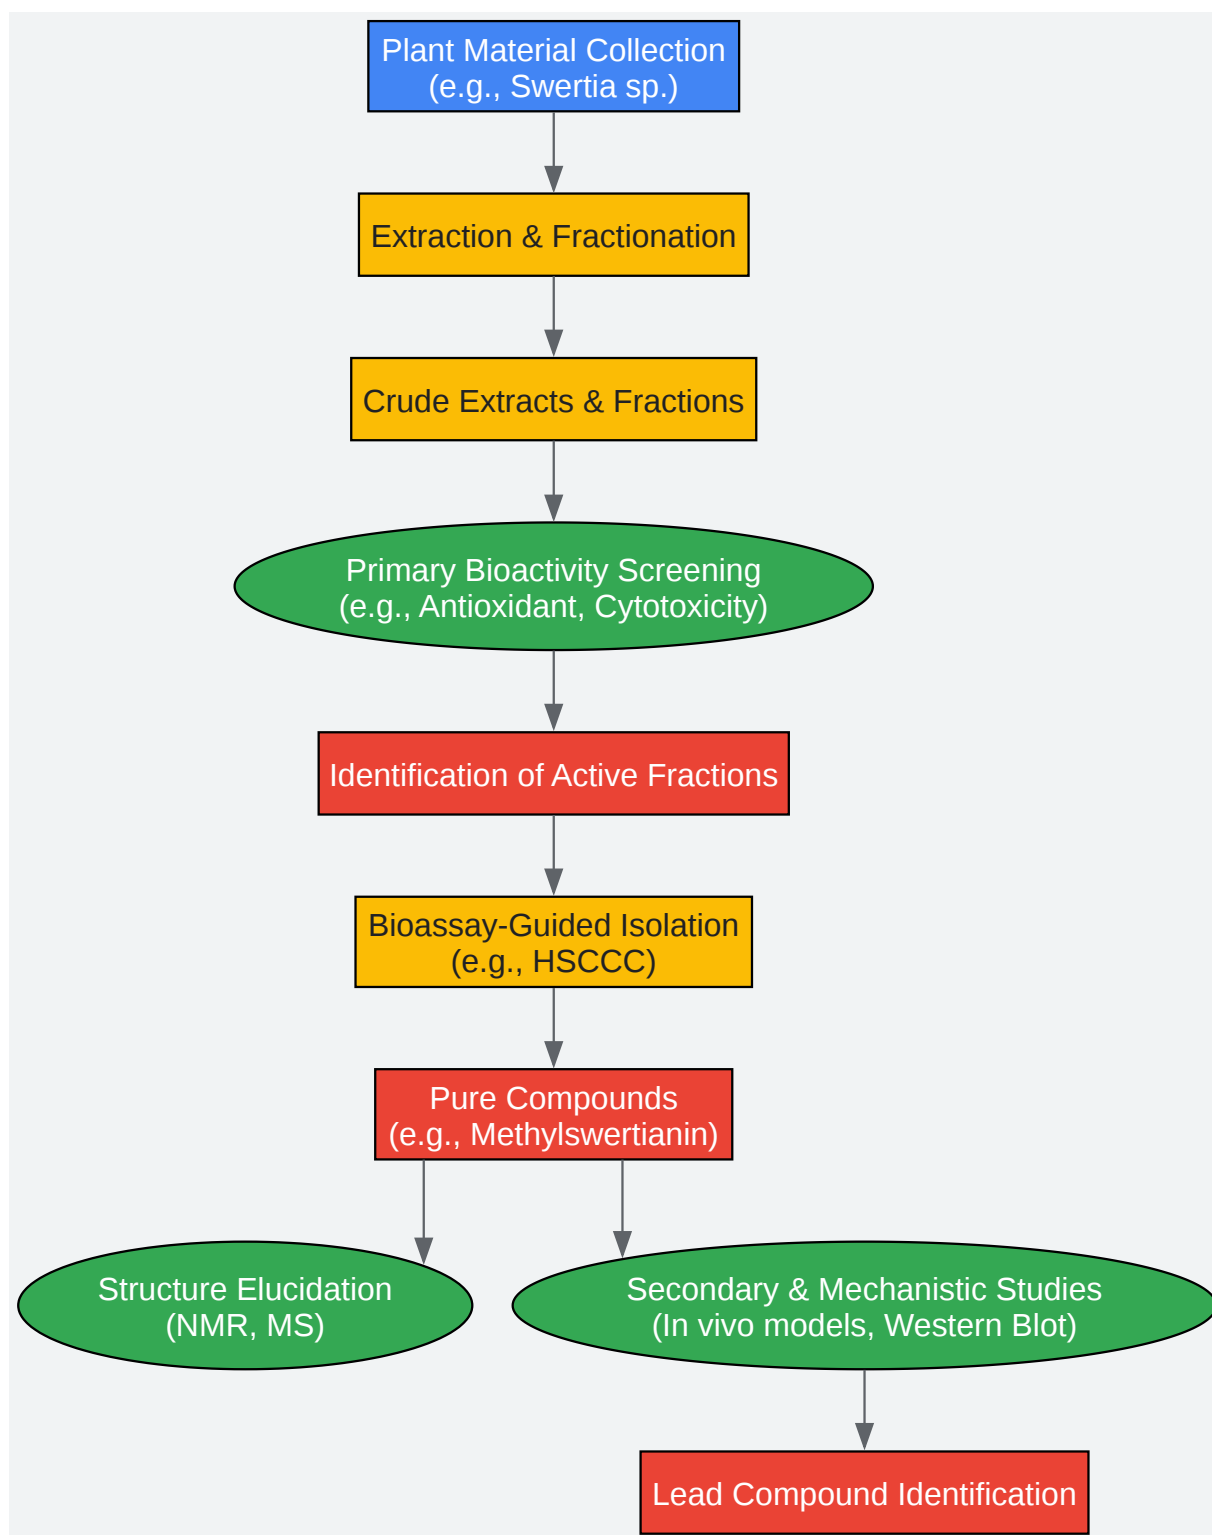 Plant Material Collection
(e.g., Swertia sp.)
Extraction & Fractionation
Crude Extracts & Fractions
Primary Bioactivity Screening
(e.g., Antioxidant, Cytotoxicity)
Identification of Active Fractions
Bioassay-Guided Isolation
(e.g., HSCCC)
Pure Compounds
(e.g., Methylswertianin)
Structure Elucidation
(NMR, MS)
Secondary & Mechanistic Studies
(In vivo models, Western Blot)
Lead Compound Identification